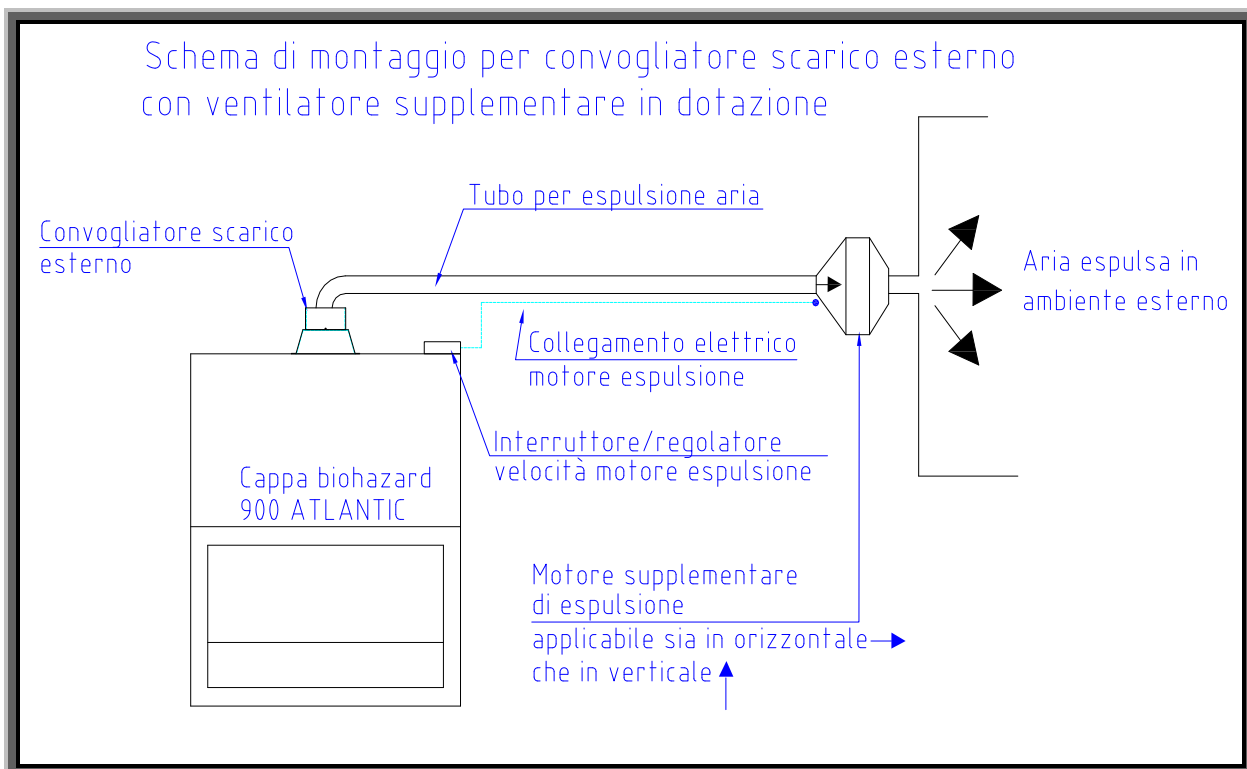 Schema di montaggio per convogliatore scarico esterno
con ventilatore supplementare in dotazione
Tubo per espulsione aria
Convogliatore scarico
esterno
Aria espulsa in
ambiente esterno
Collegamento elettrico
motore espulsione
Interruttore/regolatore
velocità motore espulsione
Cappa biohazard
900 ATLANTIC
Motore supplementare
di espulsione
applicabile sia in orizzontale
che in verticale